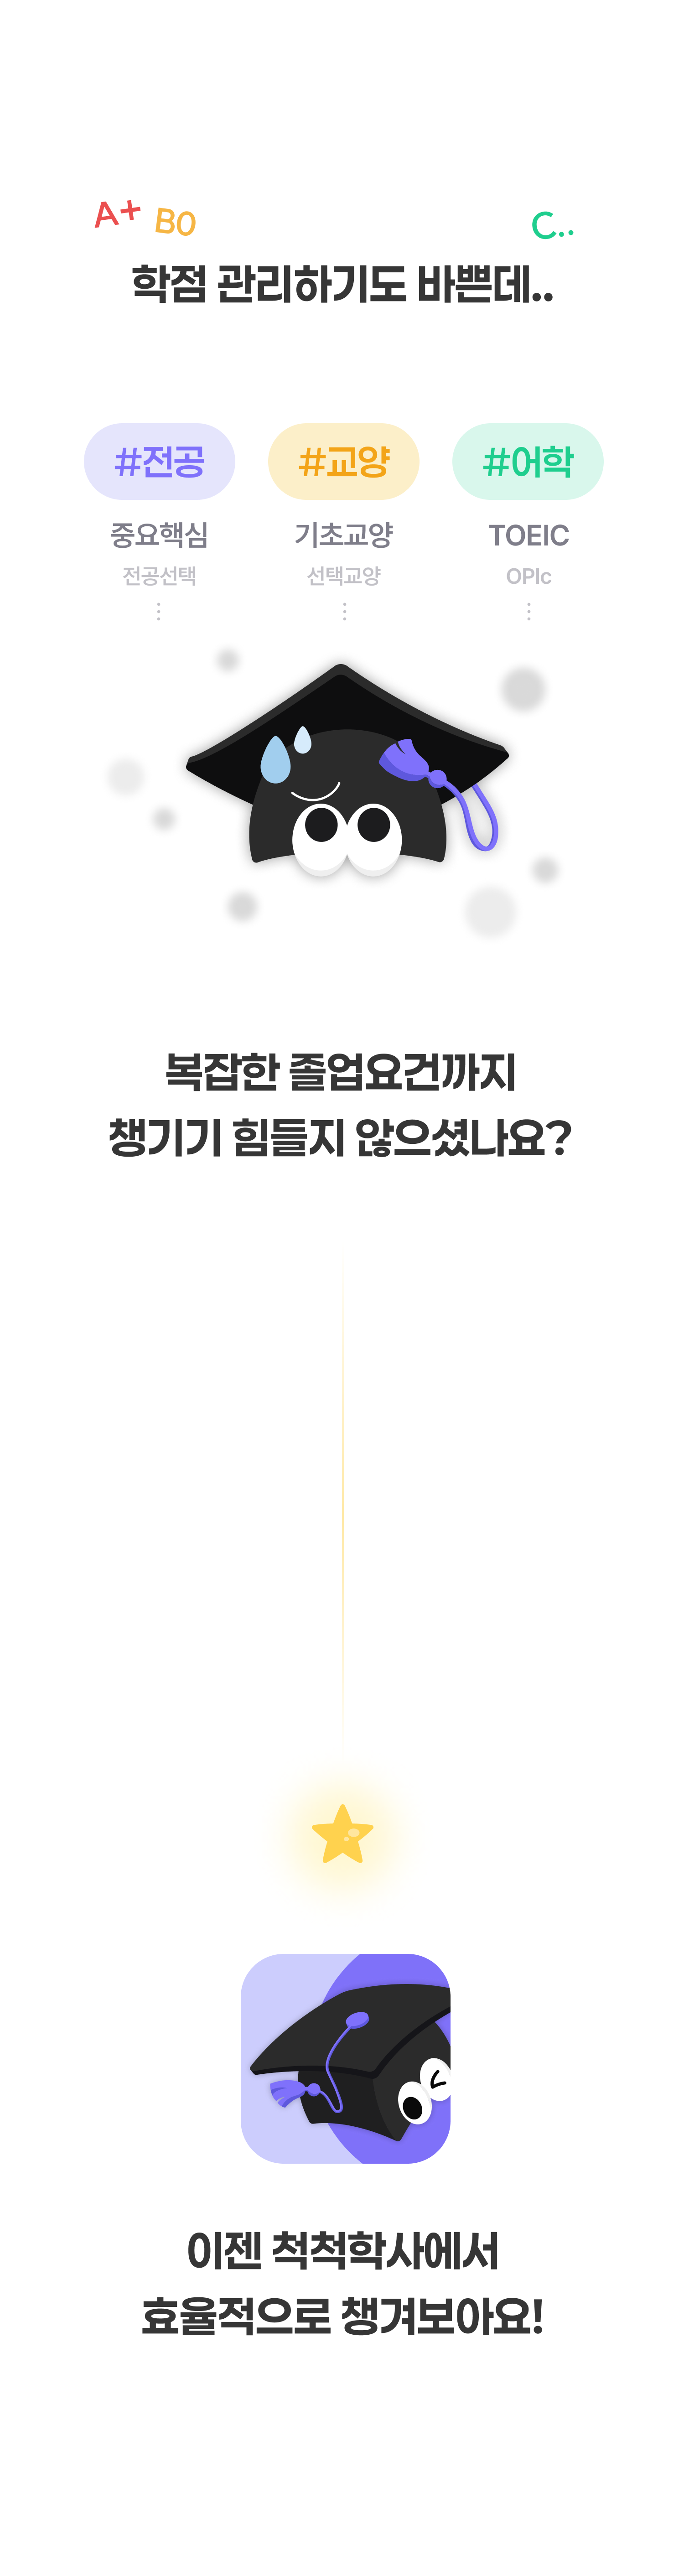 A+ B0 C..
학점 관리하기도 바쁜데..
#전공 #교양 #어학
중요핵심 기초교양 TOEIC
전공선택 선택교양 OPIc
복잡한 졸업요건까지
챙기기 힘들지 않으셨나요?
이젠 척척학사에서
효율적으로 챙겨보아요!